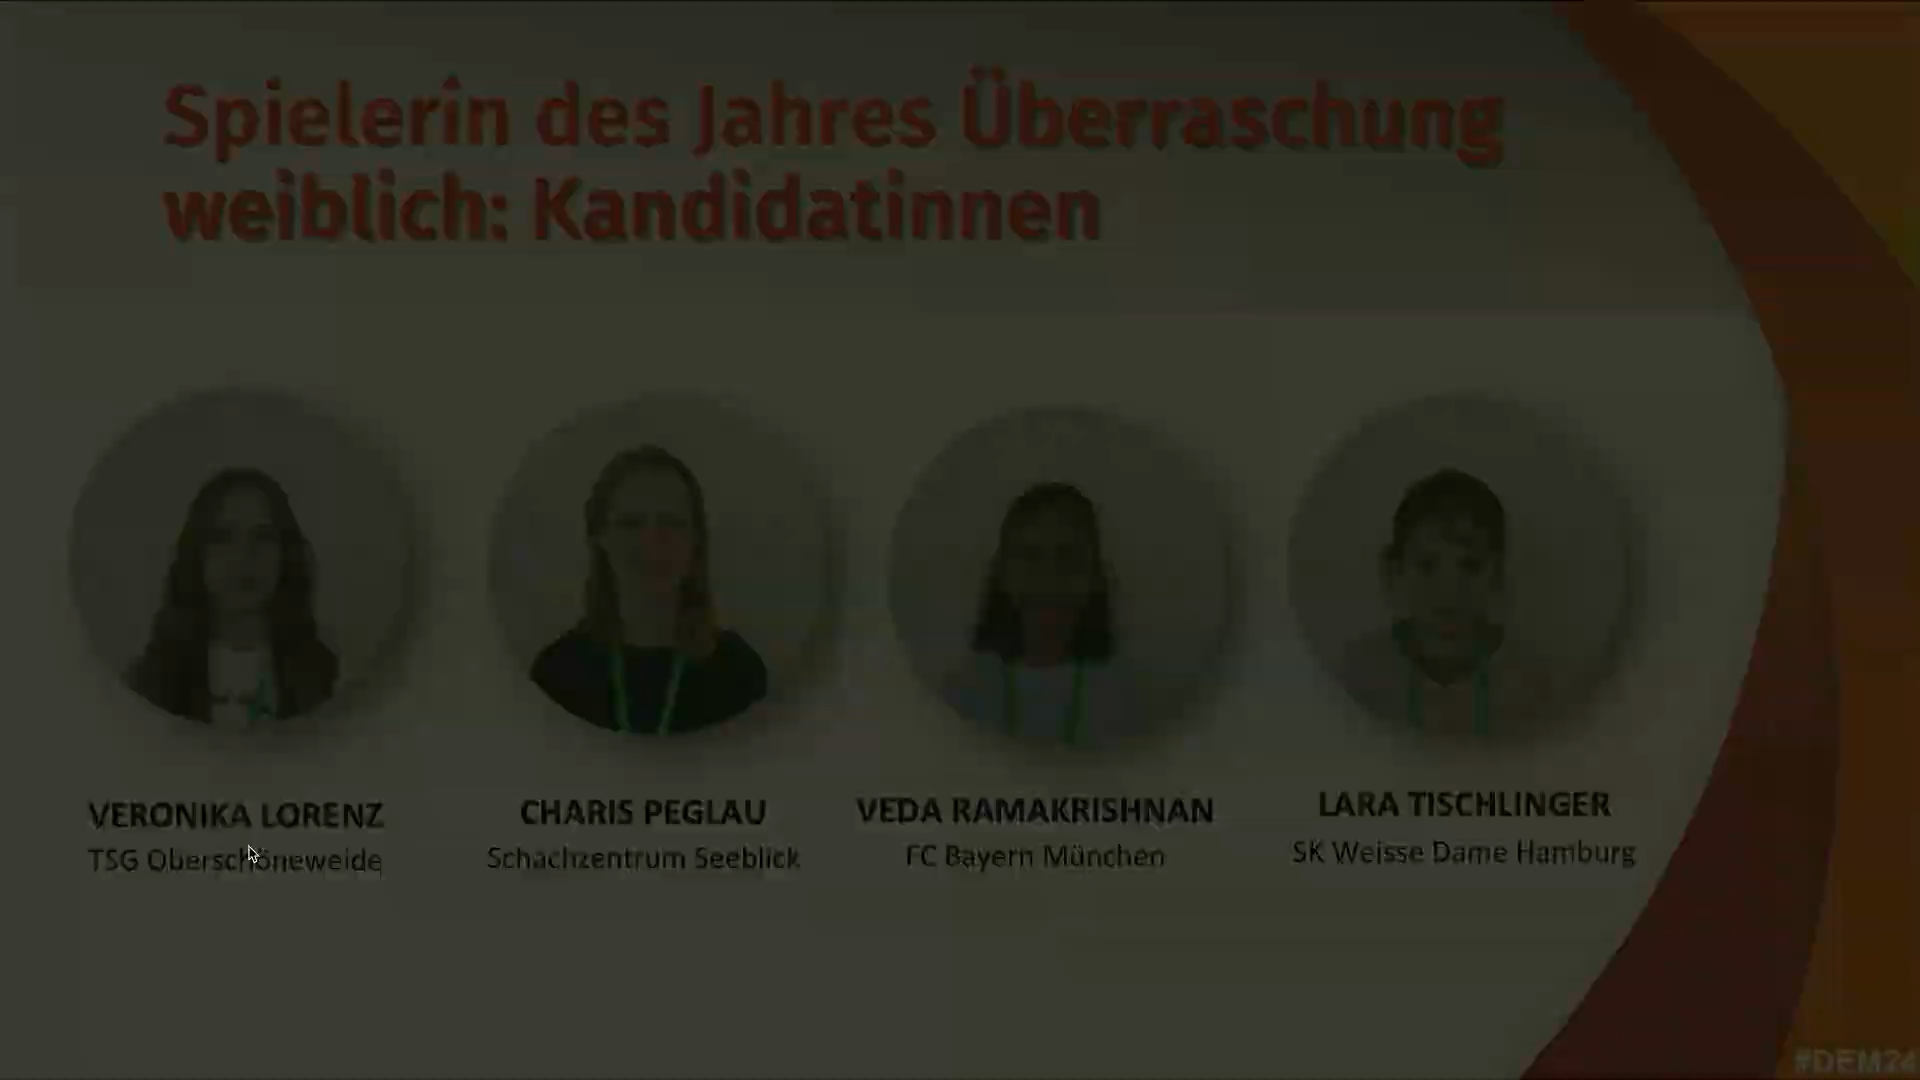 Spielerin des Jahres Überraschung
weiblich: Kandidatinnen
VERONIKA LORENZ
TSG Oberschöneweide
CHARIS PEGLAU
Schachzentrum Seeblick
VEDA RAMAKRISHNAN
FC Bayern München
LARA TISCHLINGER
SK Weisse Dame Hamburg
#DEM24